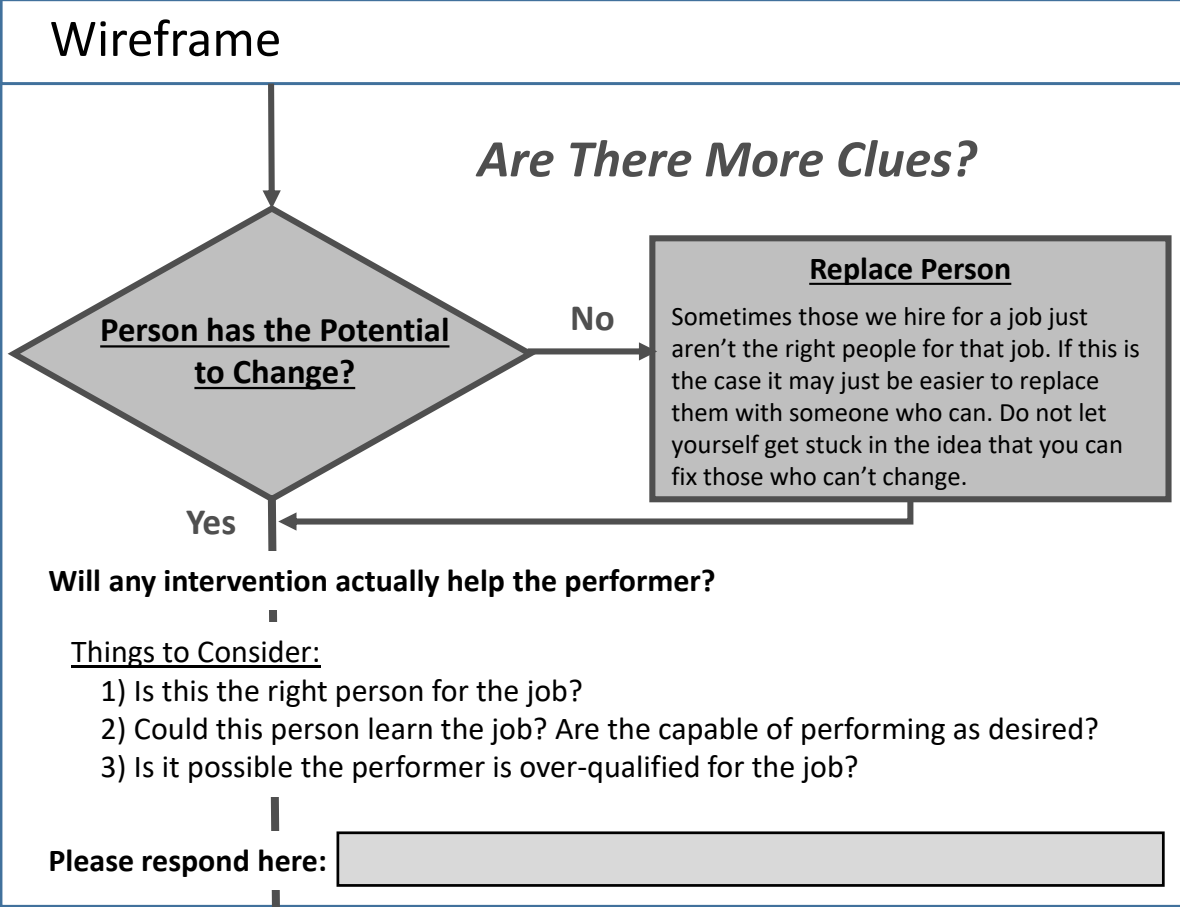 Wireframe
Are There More Clues?
Person has the Potential
to Change?
No
Replace Person
Sometimes those we hire for a job just
aren't the right people for that job. If this is
the case it may just be easier to replace
them with someone who can. Do not let
yourself get stuck in the idea that you can
fix those who can't change.
Yes
Will any intervention actually help the performer?
Things to Consider:
1) Is this the right person for the job?
2) Could this person learn the job? Are the capable of performing as desired?
3) Is it possible the performer is over-qualified for the job?
Please respond here: